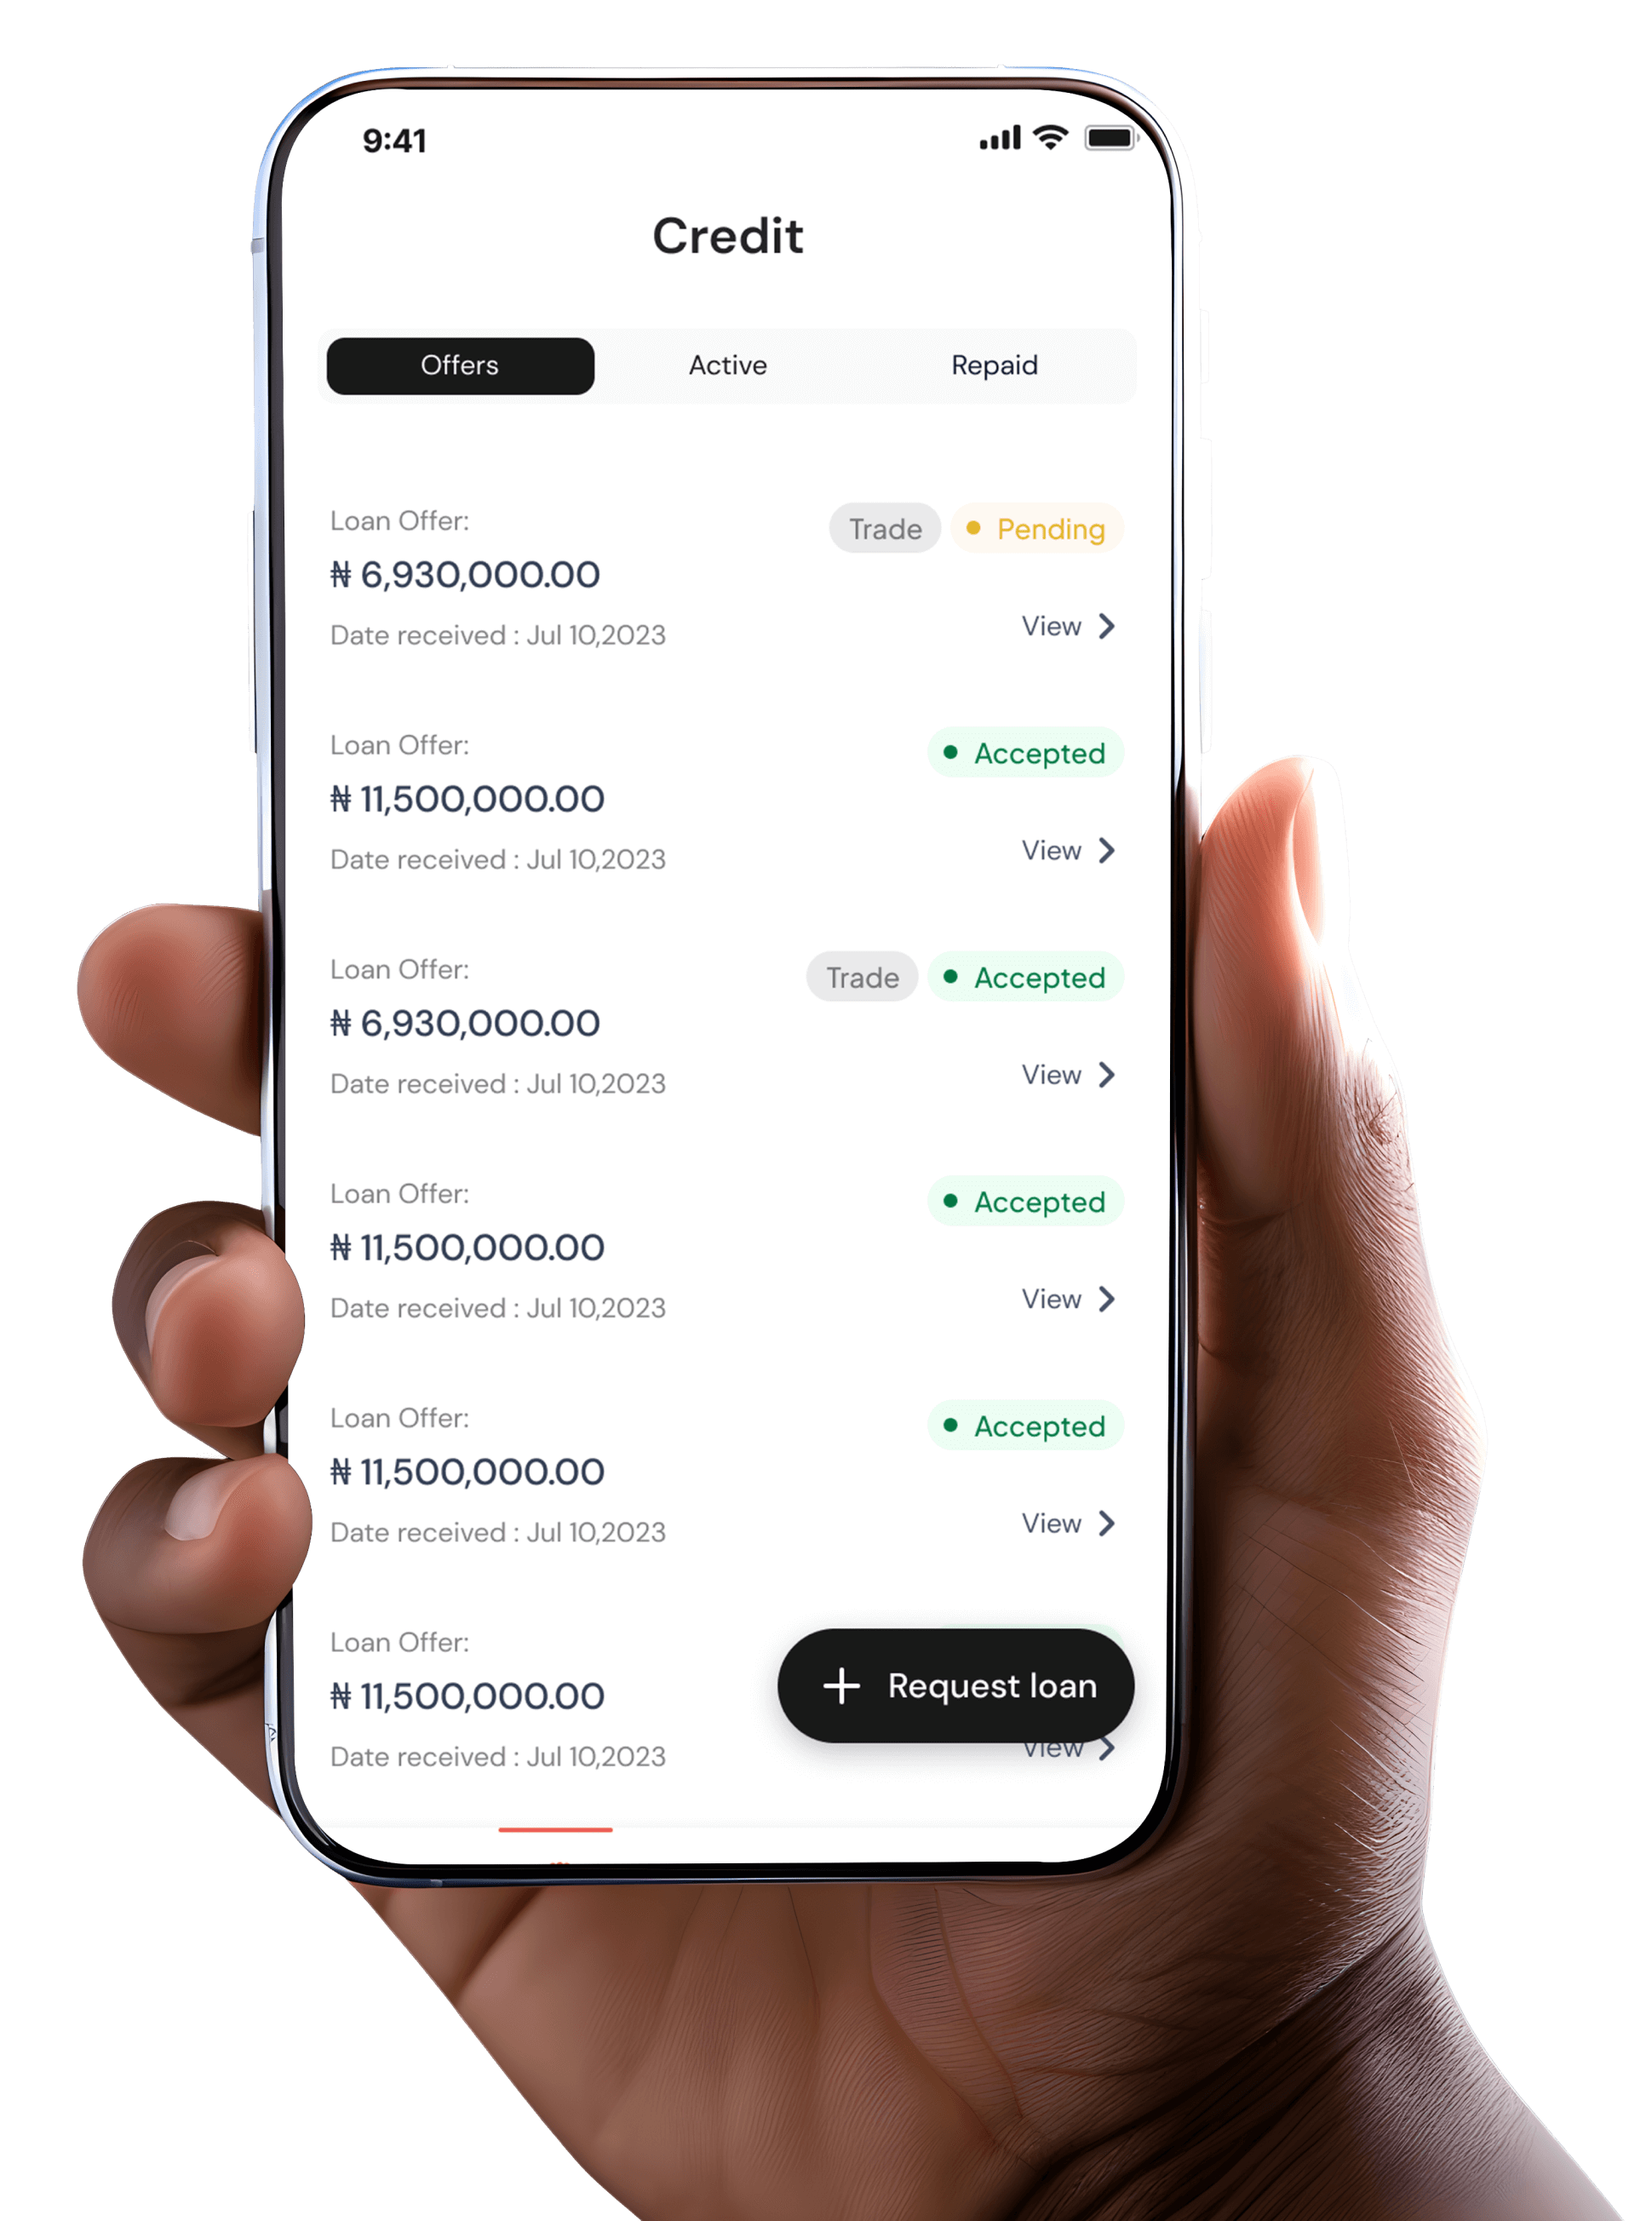 9:41
Credit
Offers Active Repaid
Loan Offer: Trade Pending
₦ 6,930,000.00
Date received : Jul 10,2023 View
Loan Offer: Accepted
₦ 11,500,000.00
Date received : Jul 10,2023 View
Loan Offer: Trade Accepted
₦ 6,930,000.00
Date received : Jul 10,2023 View
Loan Offer: Accepted
₦ 11,500,000.00
Date received : Jul 10,2023 View
Loan Offer: Accepted
₦ 11,500,000.00
Date received : Jul 10,2023 View
Loan Offer:
₦ 11,500,000.00 Request loan
Date received : Jul 10,2023 View